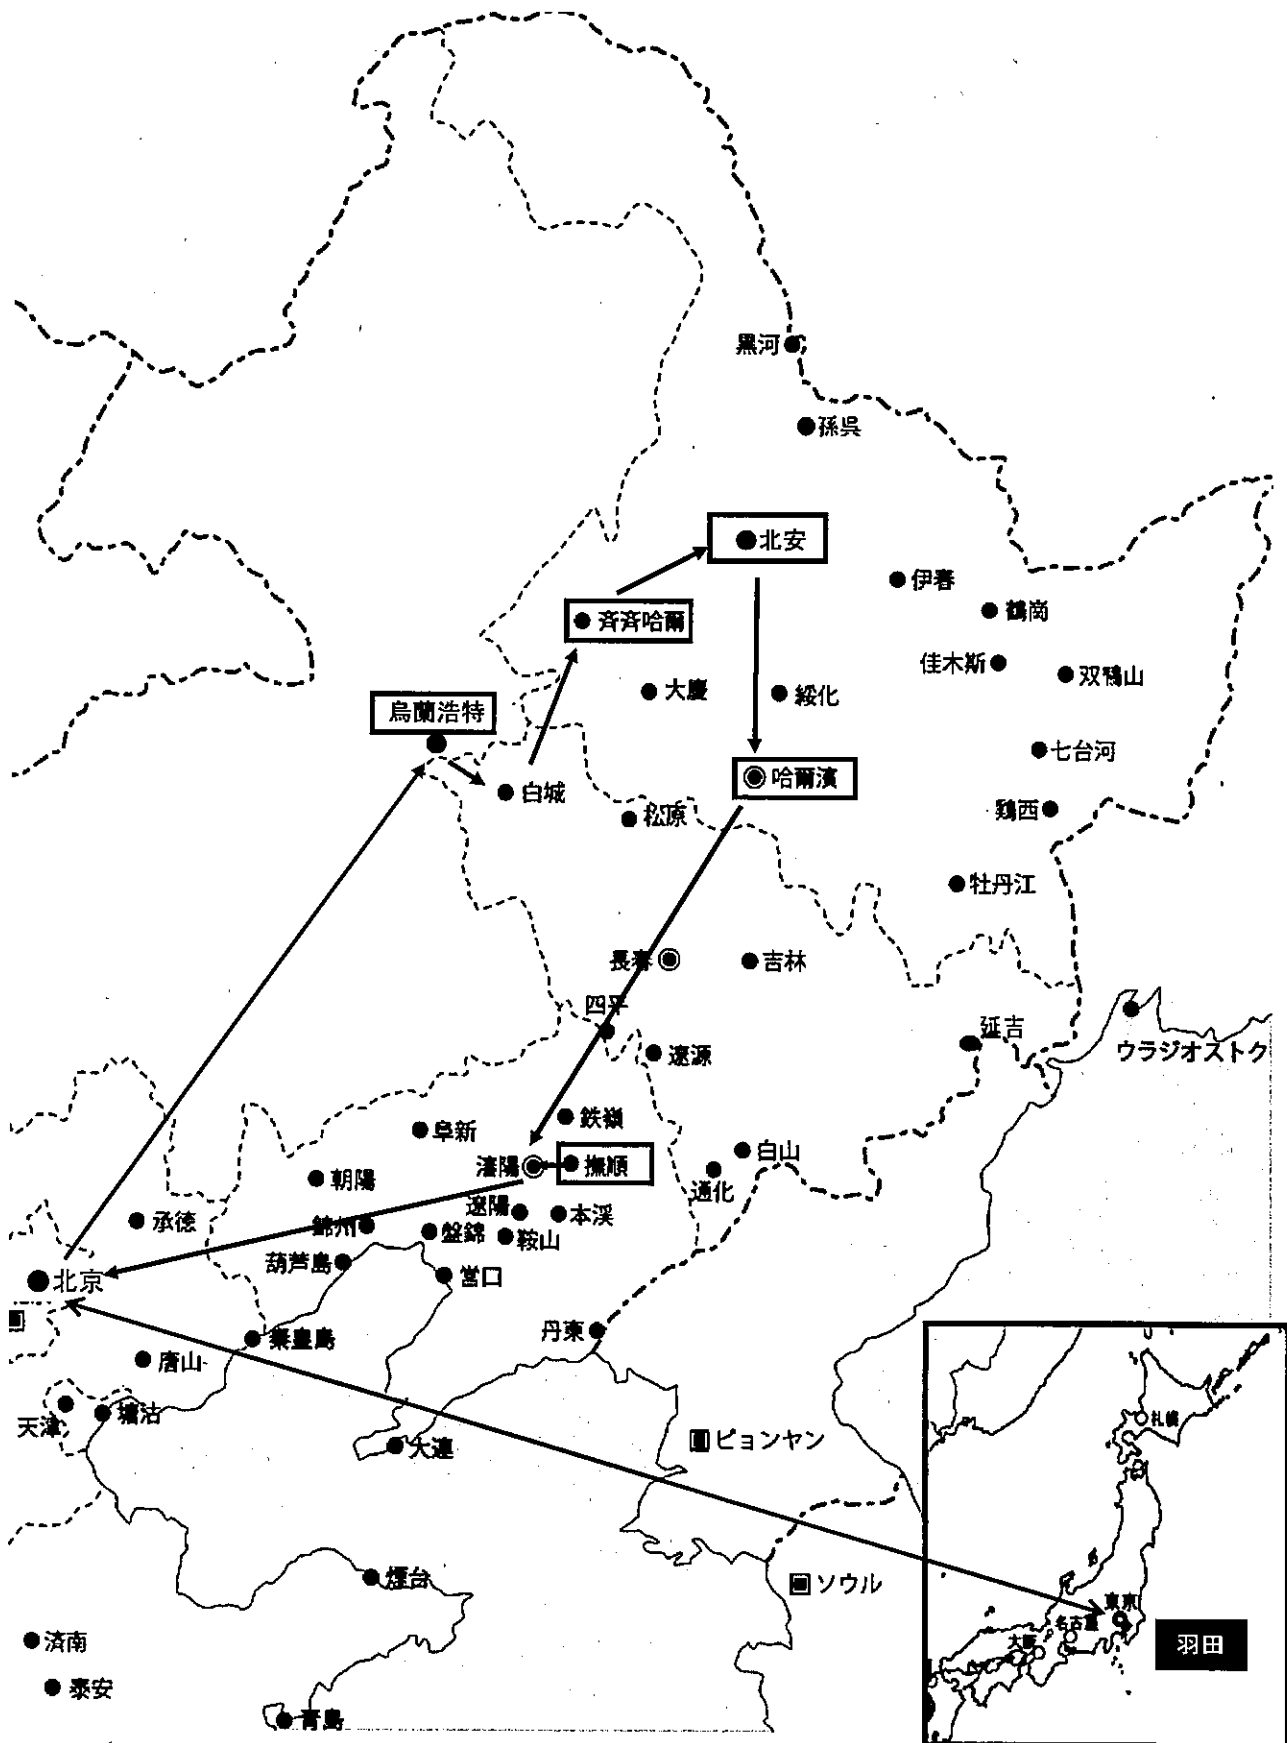 黒河
孫呉
北安
伊春
斉斉哈爾
鶴崗
佳木斯
双鴨山
大慶
綏化
烏蘭浩特
七台河
哈爾濱
白城
松原
鶏西
牡丹江
長春
吉林
四平
延吉
遼源
ウラジオストク
鉄嶺
阜新
白山
瀋陽
撫順
朝陽
通化
遼陽
本渓
承徳
錦州
盤錦
鞍山
葫芦島
営口
北京
丹東
秦皇島
唐山
天津
塘沽
札幌
大連
ピョンヤン
煙台
ソウル
東京
名古屋
大阪
羽田
済南
泰安
青島